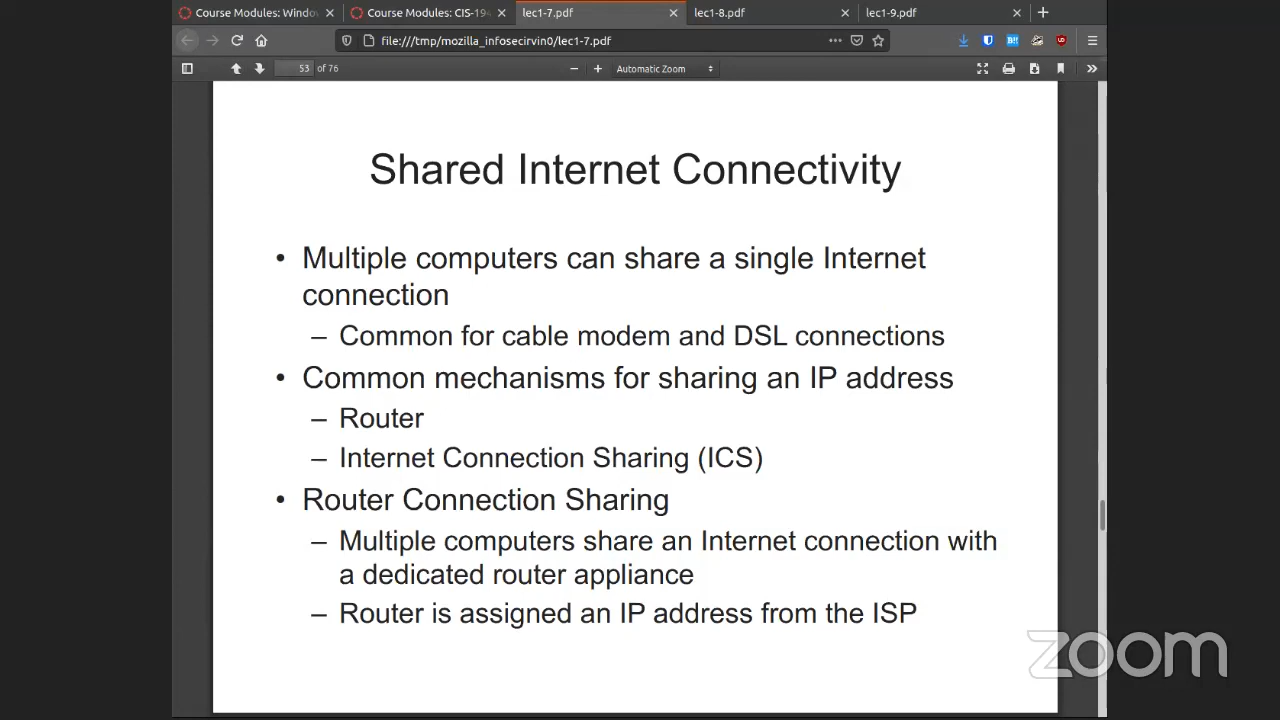 Course Modules: Windo
Course Modules: CIS-194
lec1-7.pdf
lec1-8.pdf
lec1-9.pdf
file:///tmp/mozilla_infosecirvin0/lec1-7.pdf
53 of 76
Automatic Zoom
Shared Internet Connectivity
• Multiple computers can share a single Internet
connection
– Common for cable modem and DSL connections
• Common mechanisms for sharing an IP address
– Router
– Internet Connection Sharing (ICS)
• Router Connection Sharing
– Multiple computers share an Internet connection with
a dedicated router appliance
– Router is assigned an IP address from the ISP
zoom